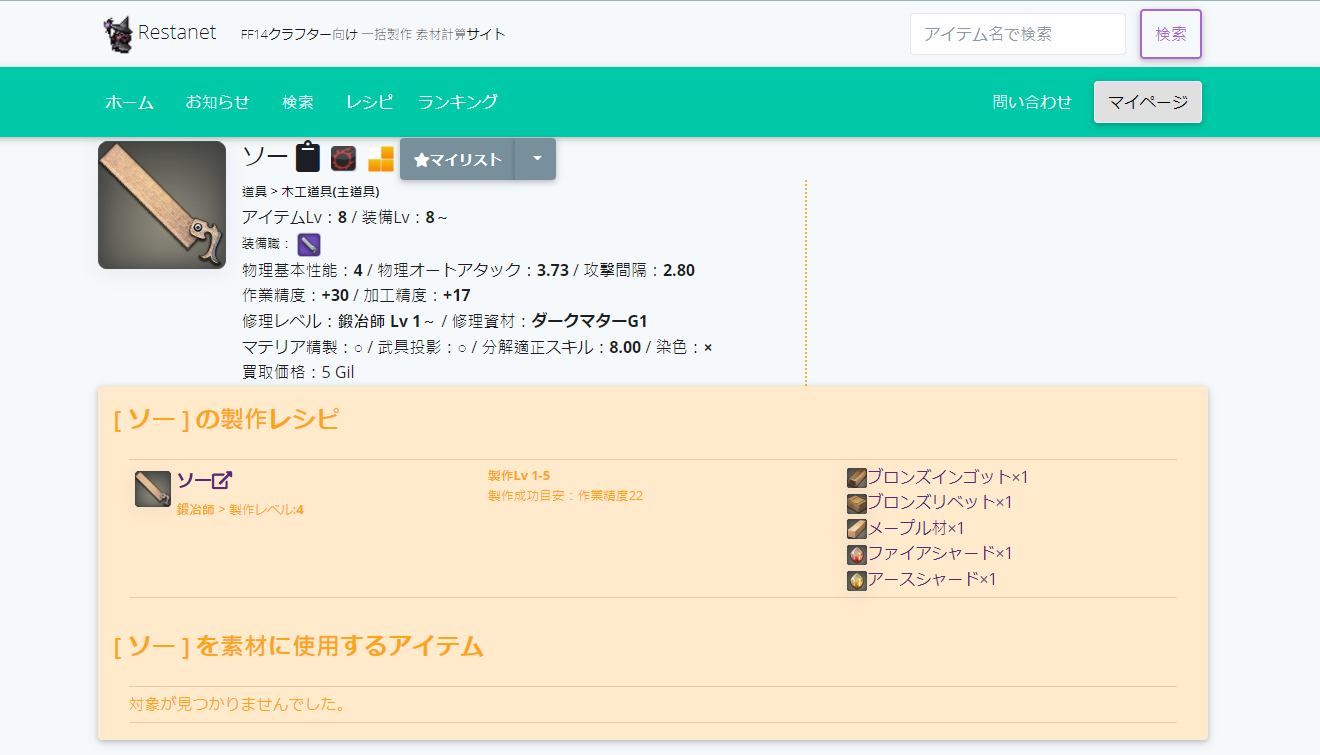 Restanet FF14クラフター向け 一括製作 素材計算サイト アイテム名で検索 検索
ホーム お知らせ 検索 レシピ ランキング 問い合わせ マイページ
ソー ★マイリスト
道具 > 木工道具(主道具)
アイテムLv：8 / 装備Lv：8～
装備職：
物理基本性能：4 / 物理オートアタック：3.73 / 攻撃間隔：2.80
作業精度：+30 / 加工精度：+17
修理レベル：鍛冶師 Lv 1～ / 修理資材：ダークマターG1
マテリア精製：○ / 武具投影：○ / 分解適正スキル：8.00 / 染色：×
買取価格：5 Gil
[ ソー ] の製作レシピ
ソー
鍛冶師 > 製作レベル:4
製作Lv 1-5
製作成功目安：作業精度22
ブロンズインゴット×1
ブロンズリベット×1
メープル材×1
ファイアシャード×1
アースシャード×1
[ ソー ] を素材に使用するアイテム
対象が見つかりませんでした。